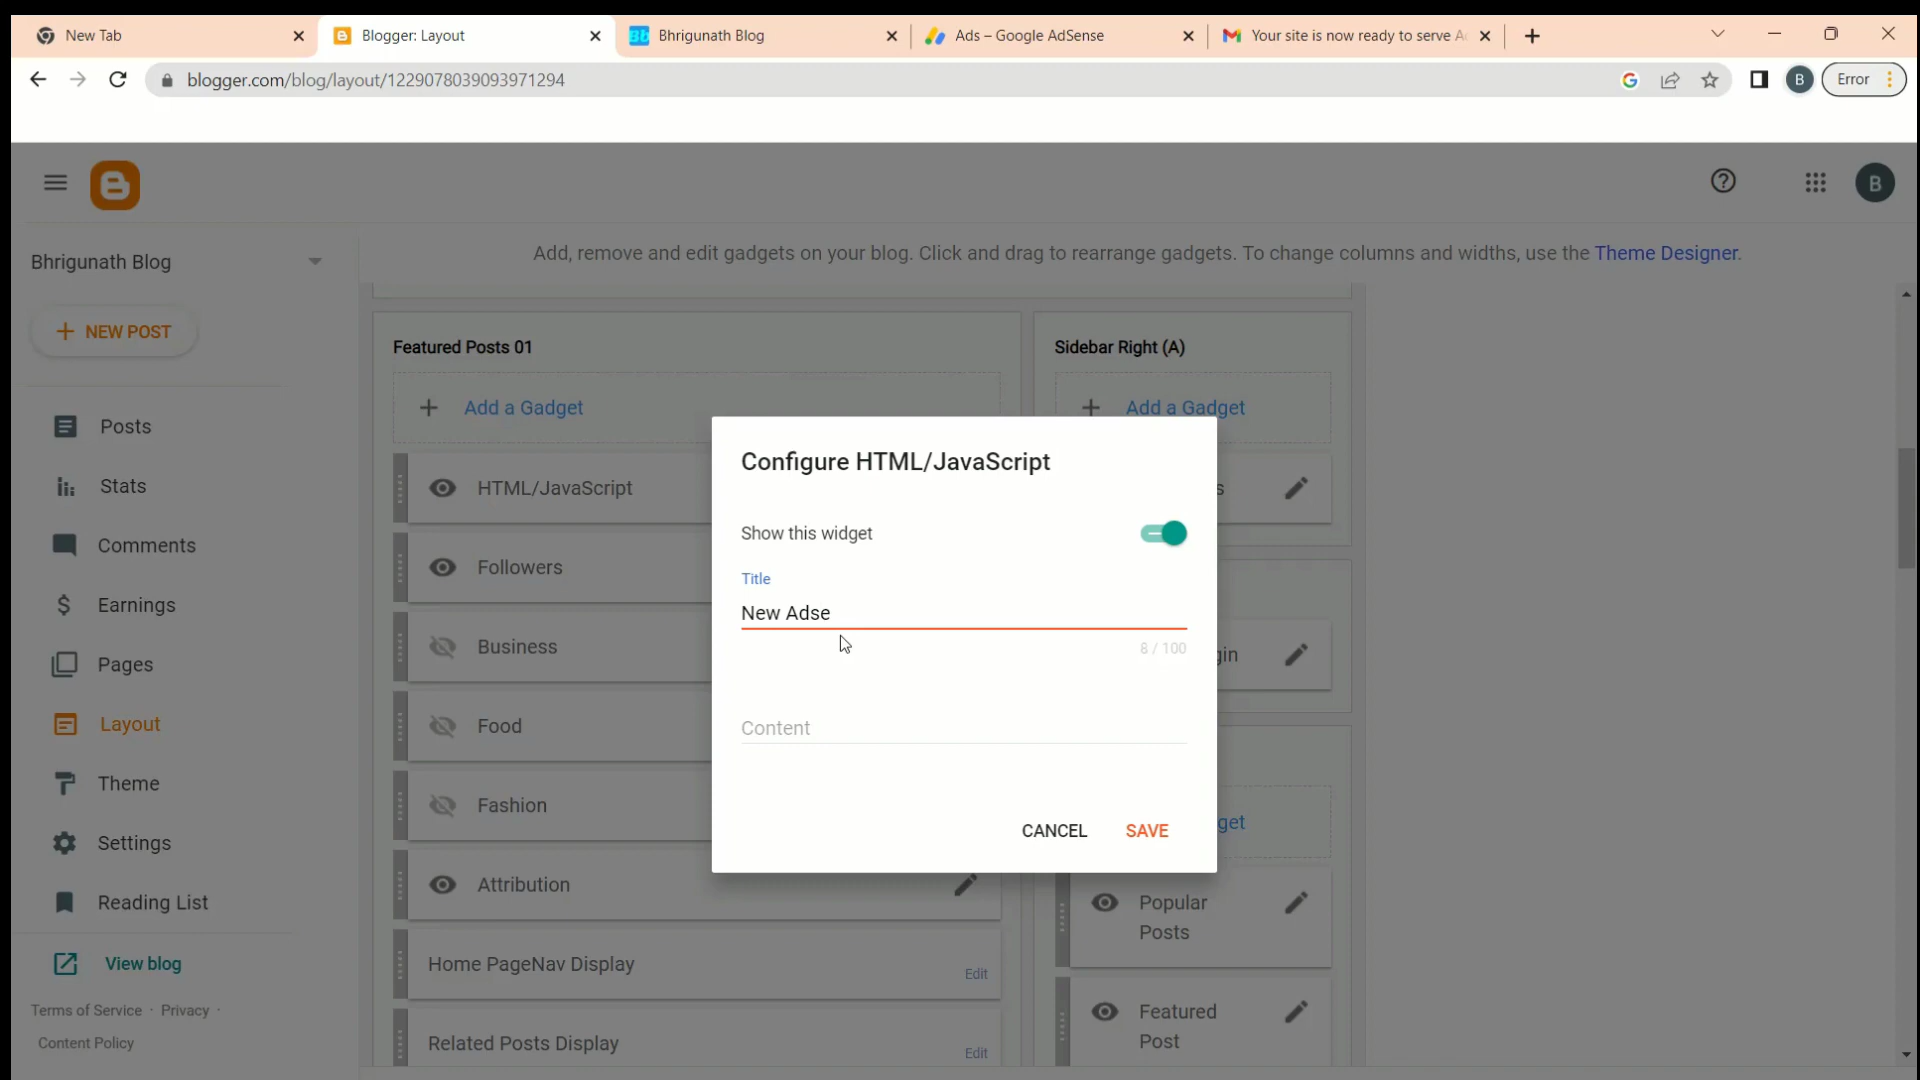 New Tab
Blogger: Layout
Bhrigunath Blog
Ads – Google AdSense
Your site is now ready to serve A
blogger.com/blog/layout/1229078039093971294
B
Error
B
Bhrigunath Blog
Add, remove and edit gadgets on your blog. Click and drag to rearrange gadgets. To change columns and widths, use the Theme Designer.
NEW POST
Posts
Stats
Comments
Earnings
Pages
Layout
Theme
Settings
Reading List
View blog
Terms of Service · Privacy ·
Content Policy
Featured Posts 01
Add a Gadget
HTML/JavaScript
Followers
Business
Food
Fashion
Attribution
Home PageNav Display
Edit
Related Posts Display
Edit
Sidebar Right (A)
Add a Gadget
s
gin
get
Popular
Posts
Featured
Post
Configure HTML/JavaScript
Show this widget
Title
New Adse
8 / 100
Content
CANCEL
SAVE